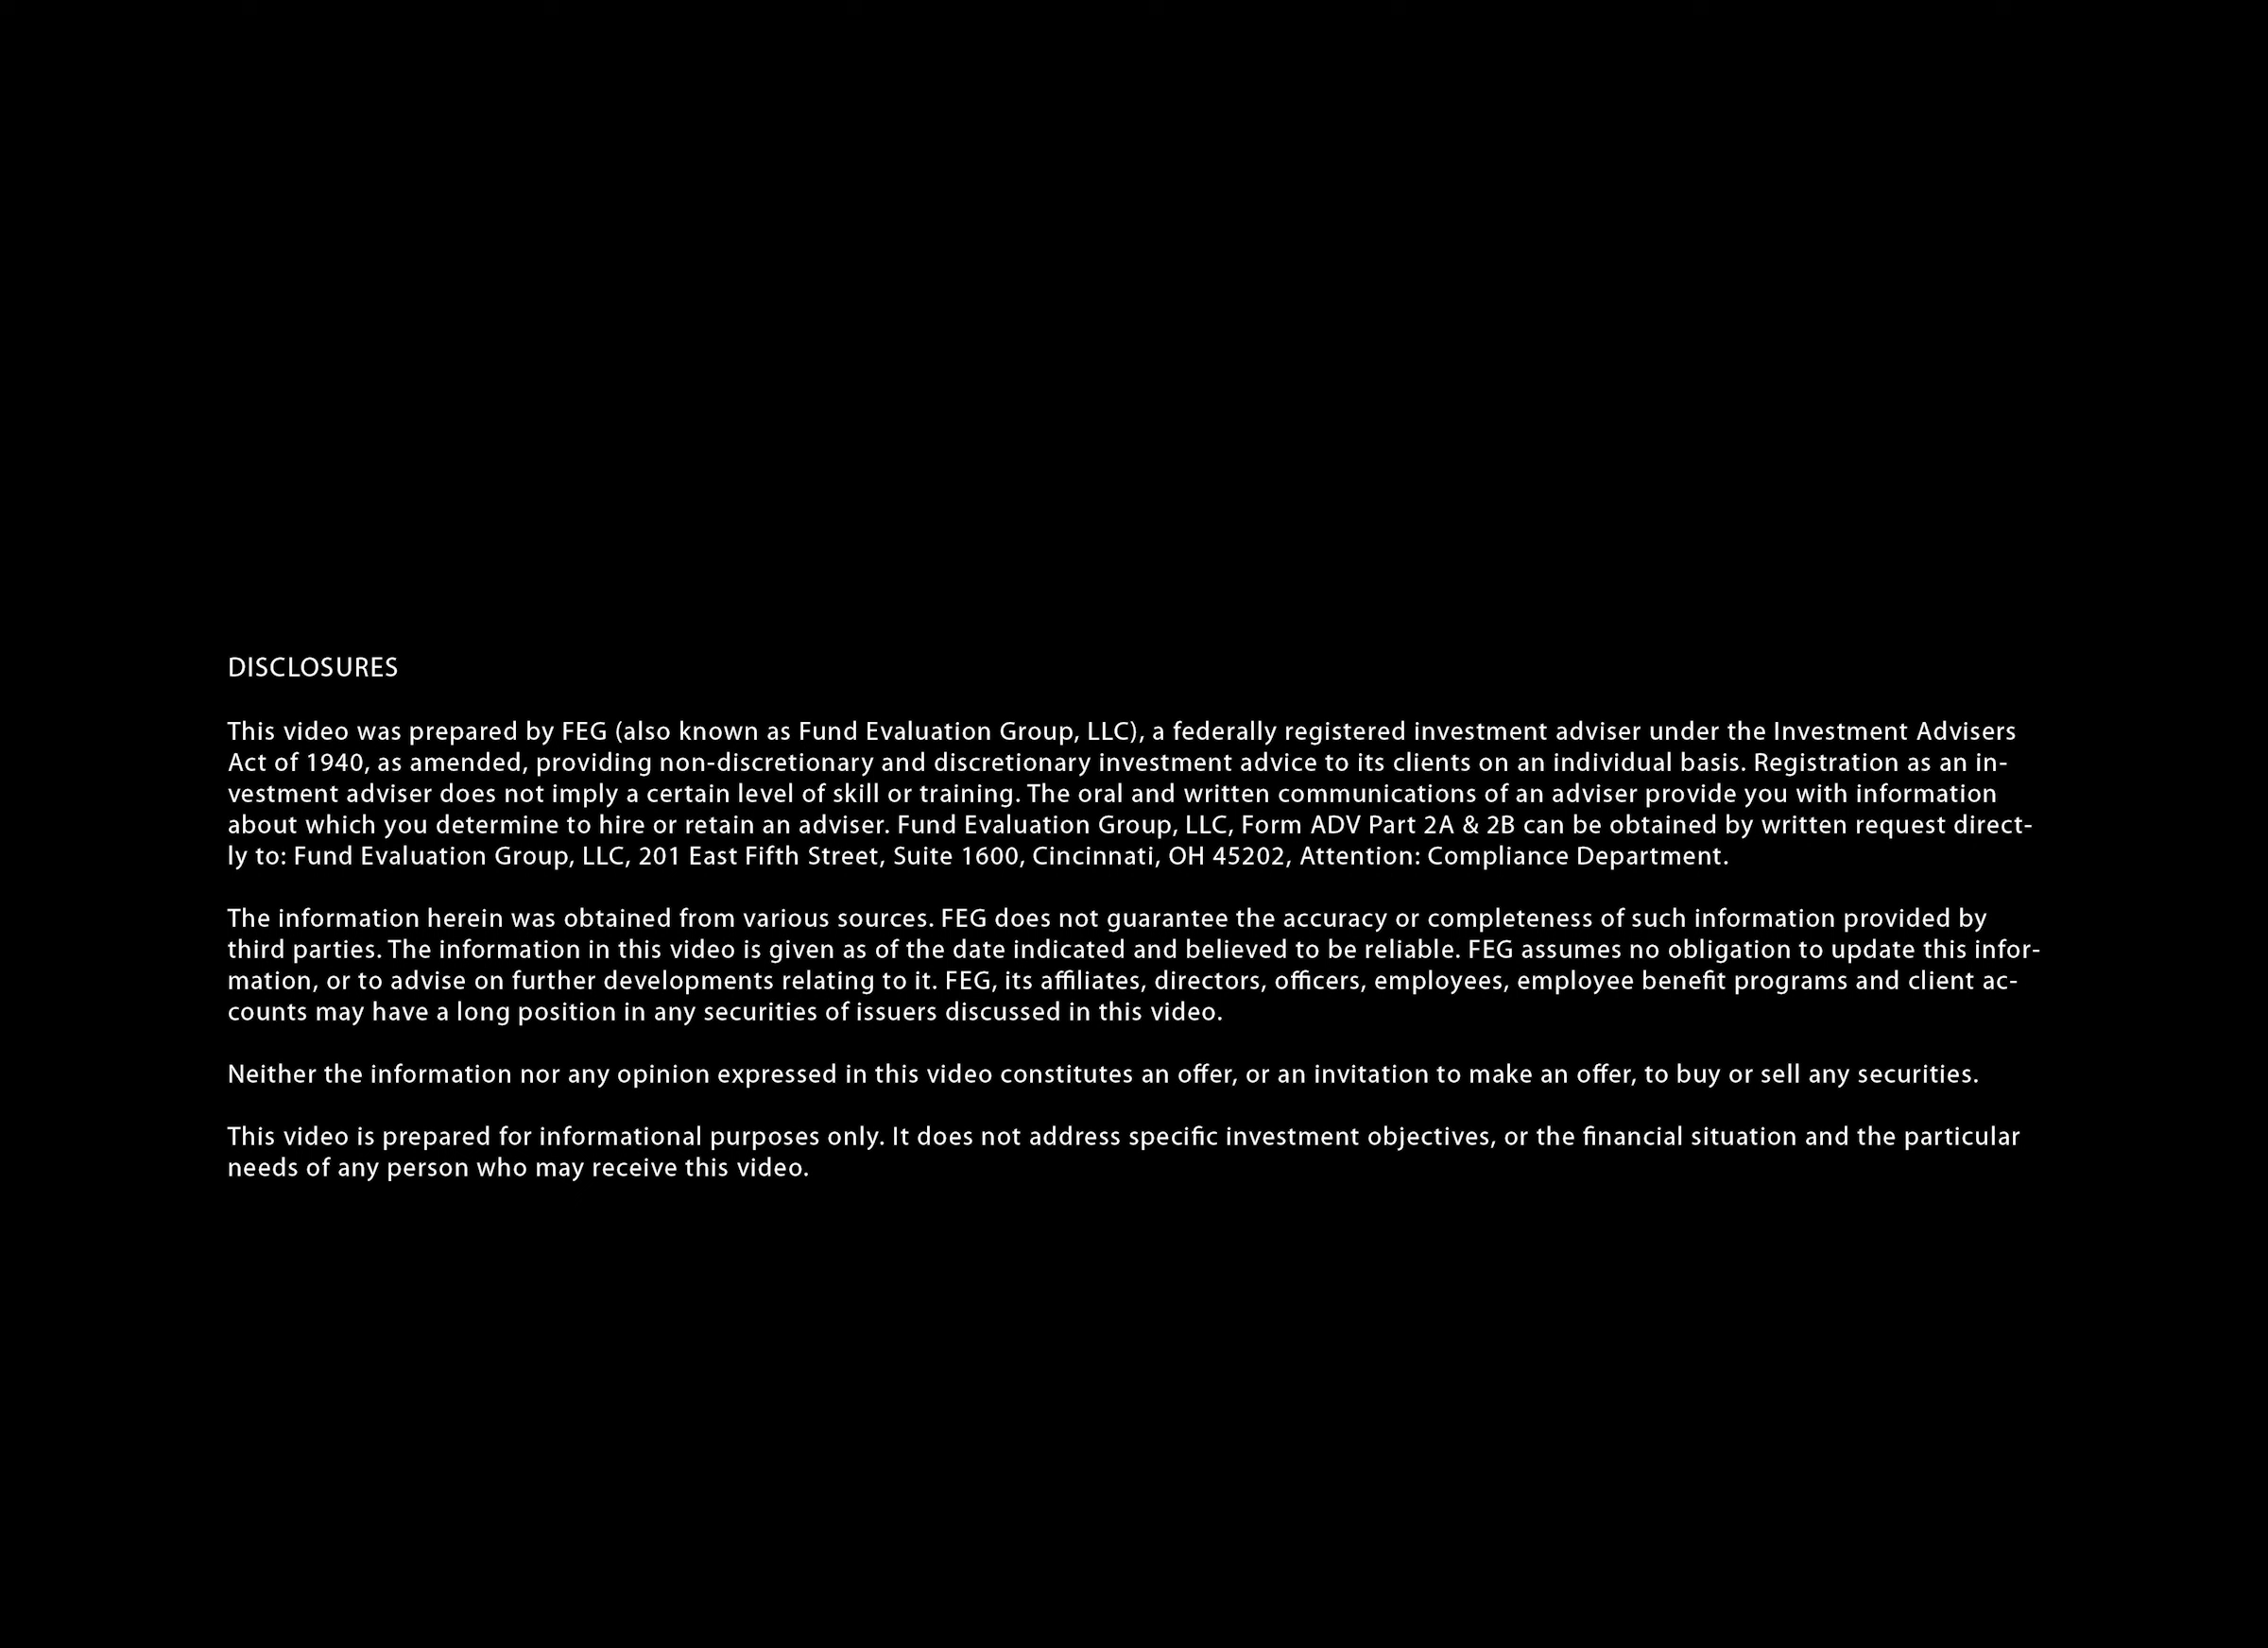 DISCLOSURES
This video was prepared by FEG (also known as Fund Evaluation Group, LLC), a federally registered investment adviser under the Investment Advisers
Act of 1940, as amended, providing non-discretionary and discretionary investment advice to its clients on an individual basis. Registration as an in-
vestment adviser does not imply a certain level of skill or training. The oral and written communications of an adviser provide you with information
about which you determine to hire or retain an adviser. Fund Evaluation Group, LLC, Form ADV Part 2A & 2B can be obtained by written request direct-
ly to: Fund Evaluation Group, LLC, 201 East Fifth Street, Suite 1600, Cincinnati, OH 45202, Attention: Compliance Department.
The information herein was obtained from various sources. FEG does not guarantee the accuracy or completeness of such information provided by
third parties. The information in this video is given as of the date indicated and believed to be reliable. FEG assumes no obligation to update this infor-
mation, or to advise on further developments relating to it. FEG, its affiliates, directors, officers, employees, employee benefit programs and client ac-
counts may have a long position in any securities of issuers discussed in this video.
Neither the information nor any opinion expressed in this video constitutes an offer, or an invitation to make an offer, to buy or sell any securities.
This video is prepared for informational purposes only. It does not address specific investment objectives, or the financial situation and the particular
needs of any person who may receive this video.